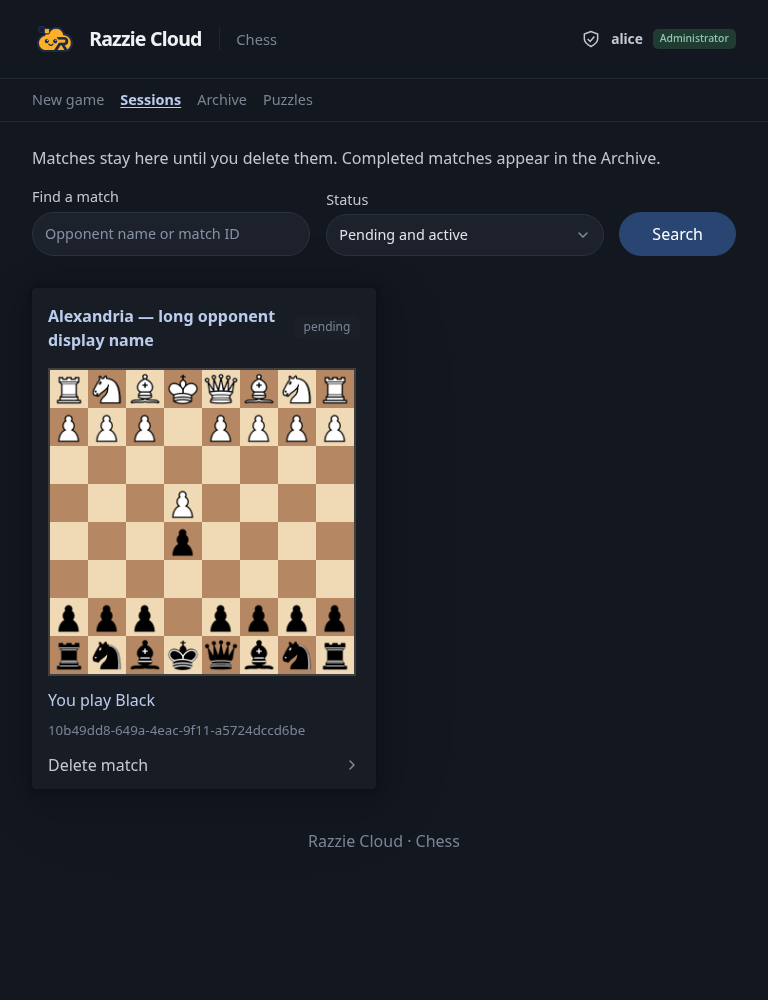 Razzie Cloud
Chess
alice
Administrator
New game
Sessions
Archive
Puzzles
Matches stay here until you delete them. Completed matches appear in the Archive.
Find a match
Status
Opponent name or match ID
Pending and active
Search
Alexandria — long opponent
display name
pending
You play Black
10b49dd8-649a-4eac-9f11-a5724dccd6be
Delete match
Razzie Cloud · Chess